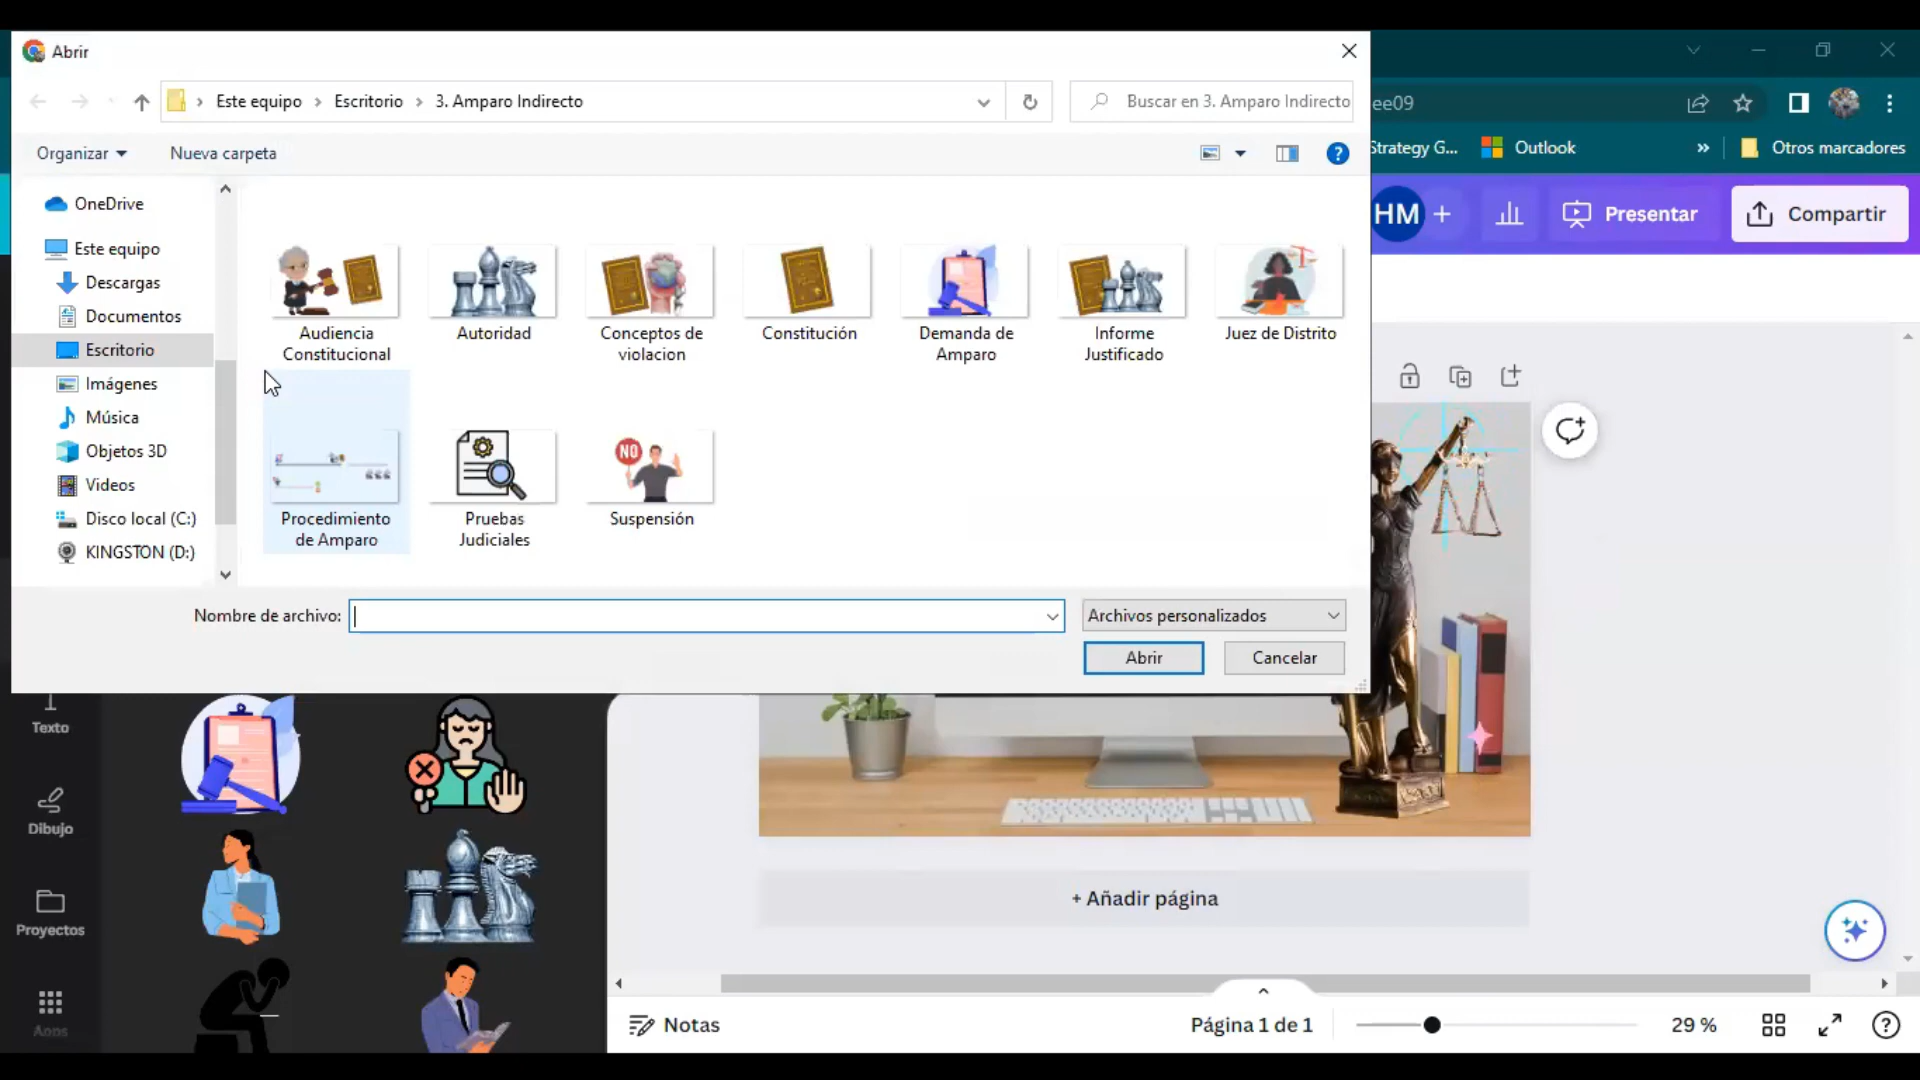 Abrir
Este equipo > Escritorio > 3. Amparo Indirecto
Buscar en 3. Amparo Indirecto
ee09
Organizar
Nueva carpeta
Strategy G...
Outlook
»
Otros marcadores
OneDrive
Este equipo
Descargas
Documentos
Escritorio
Imágenes
Música
Objetos 3D
Videos
Disco local (C:)
KINGSTON (D:)
HM
+
Presentar
Compartir
Audiencia
Constitucional
Autoridad
Conceptos de
violacion
Constitución
Demanda de
Amparo
Informe
Justificado
Juez de Distrito
Procedimiento
de Amparo
Pruebas
Judiciales
NO
Suspensión
Nombre de archivo:
Archivos personalizados
Abrir
Cancelar
Texto
Dibujo
Proyectos
Apps
+ Añadir página
Notas
Página 1 de 1
29 %